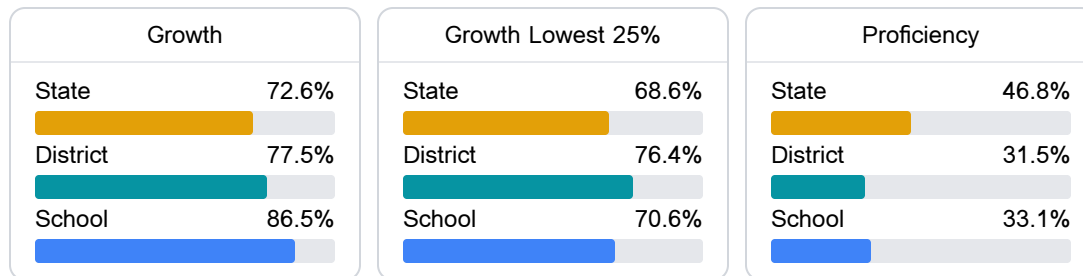 Growth
State 72.6%
District 77.5%
School 86.5%
Growth Lowest 25%
State 68.6%
District 76.4%
School 70.6%
Proficiency
State 46.8%
District 31.5%
School 33.1%